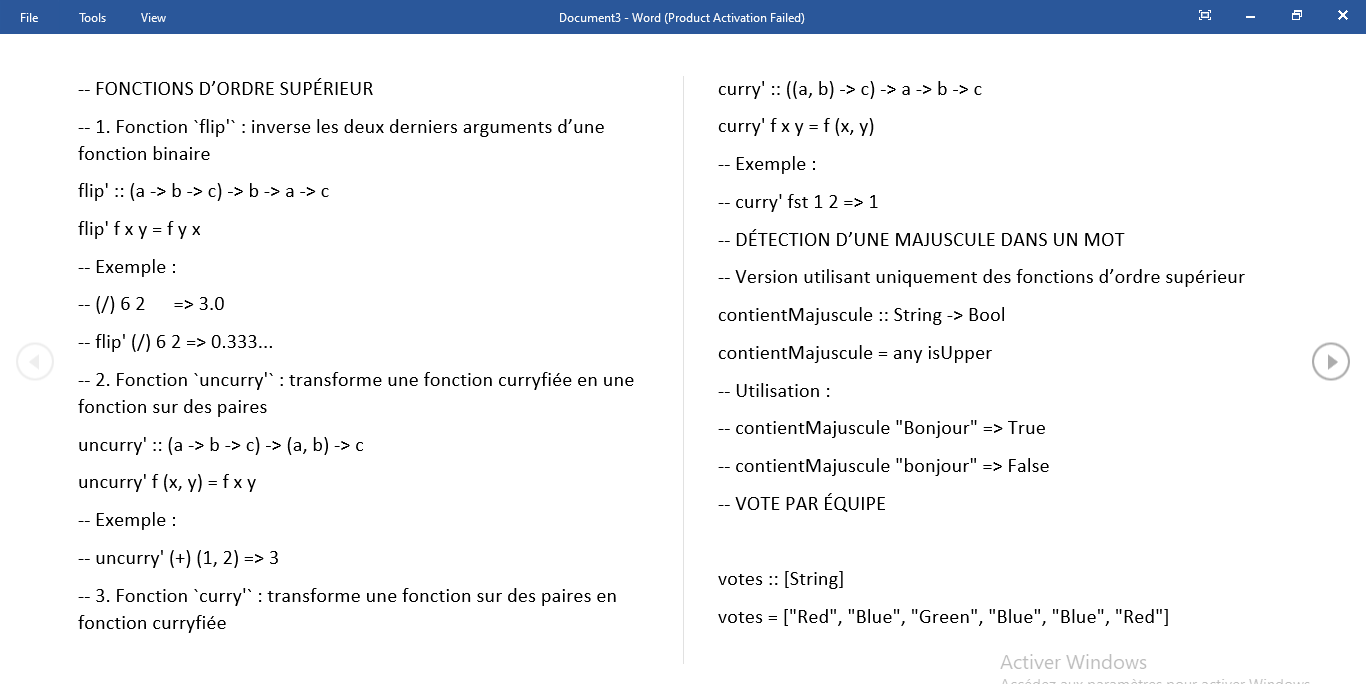 File Tools View Document3 - Word (Product Activation Failed)
-- FONCTIONS D’ORDRE SUPÉRIEUR
-- 1. Fonction `flip'` : inverse les deux derniers arguments d’une
fonction binaire
flip' :: (a -> b -> c) -> b -> a -> c
flip' f x y = f y x
-- Exemple :
-- (/) 6 2 => 3.0
-- flip' (/) 6 2 => 0.333...
-- 2. Fonction `uncurry'` : transforme une fonction curryfiée en une
fonction sur des paires
uncurry' :: (a -> b -> c) -> (a, b) -> c
uncurry' f (x, y) = f x y
-- Exemple :
-- uncurry' (+) (1, 2) => 3
-- 3. Fonction `curry'` : transforme une fonction sur des paires en
fonction curryfiée
curry' :: ((a, b) -> c) -> a -> b -> c
curry' f x y = f (x, y)
-- Exemple :
-- curry' fst 1 2 => 1
-- DÉTECTION D’UNE MAJUSCULE DANS UN MOT
-- Version utilisant uniquement des fonctions d’ordre supérieur
contientMajuscule :: String -> Bool
contientMajuscule = any isUpper
-- Utilisation :
-- contientMajuscule "Bonjour" => True
-- contientMajuscule "bonjour" => False
-- VOTE PAR ÉQUIPE
votes :: [String]
votes = ["Red", "Blue", "Green", "Blue", "Blue", "Red"]
Activer Windows
Accédez aux paramètres pour activer Windows.